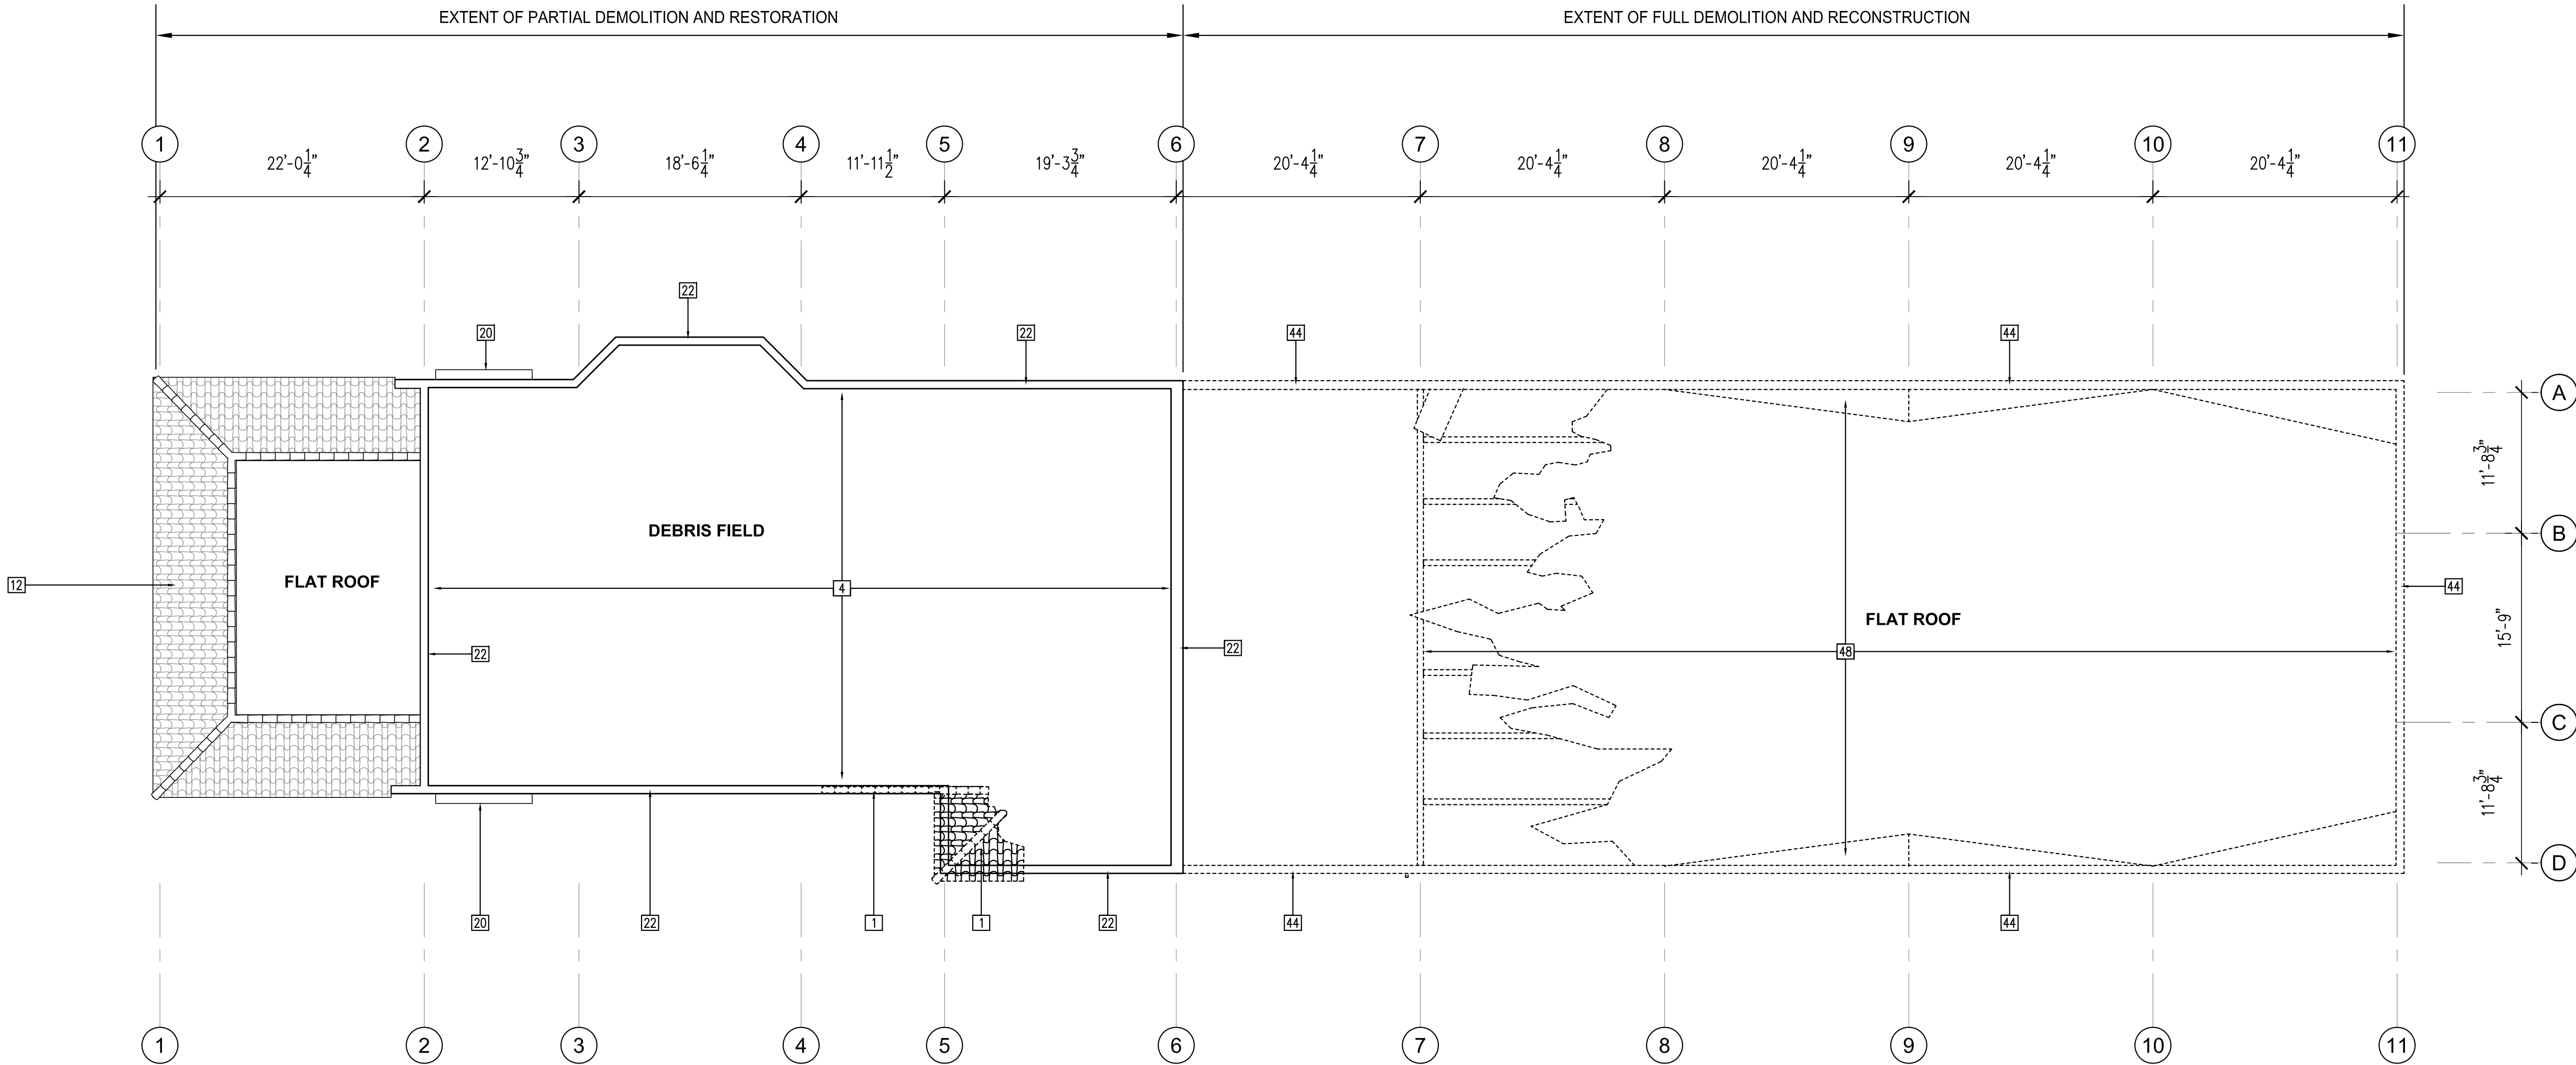 EXTENT OF PARTIAL DEMOLITION AND RESTORATION
EXTENT OF FULL DEMOLITION AND RECONSTRUCTION
1 2 3 4 5 6 7 8 9 10 11
22'-0 1/4" 12'-10 3/4" 18'-6 1/4" 11'-11 1/2" 19'-3 3/4" 20'-4 1/4" 20'-4 1/4" 20'-4 1/4" 20'-4 1/4" 20'-4 1/4"
22
20 22 44 44
A
11'-8 3/4"
DEBRIS FIELD
B
FLAT ROOF
12 4 44
FLAT ROOF
15'-9"
22 22 48
C
11'-8 3/4"
D
20 22 1 1 22 44 44
1 2 3 4 5 6 7 8 9 10 11